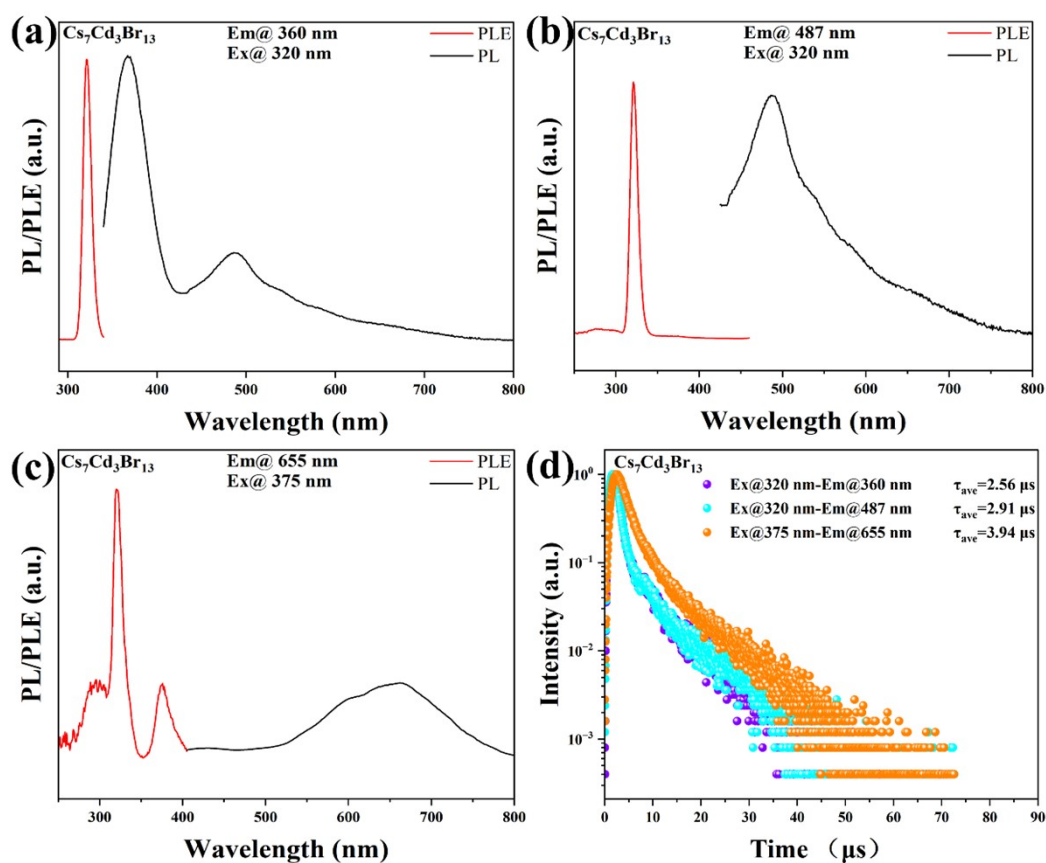 (a)
Cs₇Cd₃Br₁₃
Em@ 360 nm
Ex@ 320 nm
PLE
PL
PL/PLE (a.u.)
300 400 500 600 700 800
Wavelength (nm)
(b)
Cs₇Cd₃Br₁₃
Em@ 487 nm
Ex@ 320 nm
PLE
PL
PL/PLE (a.u.)
300 400 500 600 700 800
Wavelength (nm)
(c)
Cs₇Cd₃Br₁₃
Em@ 655 nm
Ex@ 375 nm
PLE
PL
PL/PLE (a.u.)
300 400 500 600 700 800
Wavelength (nm)
(d)
Cs₇Cd₃Br₁₃
Ex@320 nm-Em@360 nm τave=2.56 μs
Ex@320 nm-Em@487 nm τave=2.91 μs
Ex@375 nm-Em@655 nm τave=3.94 μs
Intensity (a.u.)
10⁰
10⁻¹
10⁻²
10⁻³
0 10 20 30 40 50 60 70 80 90
Time （μs）